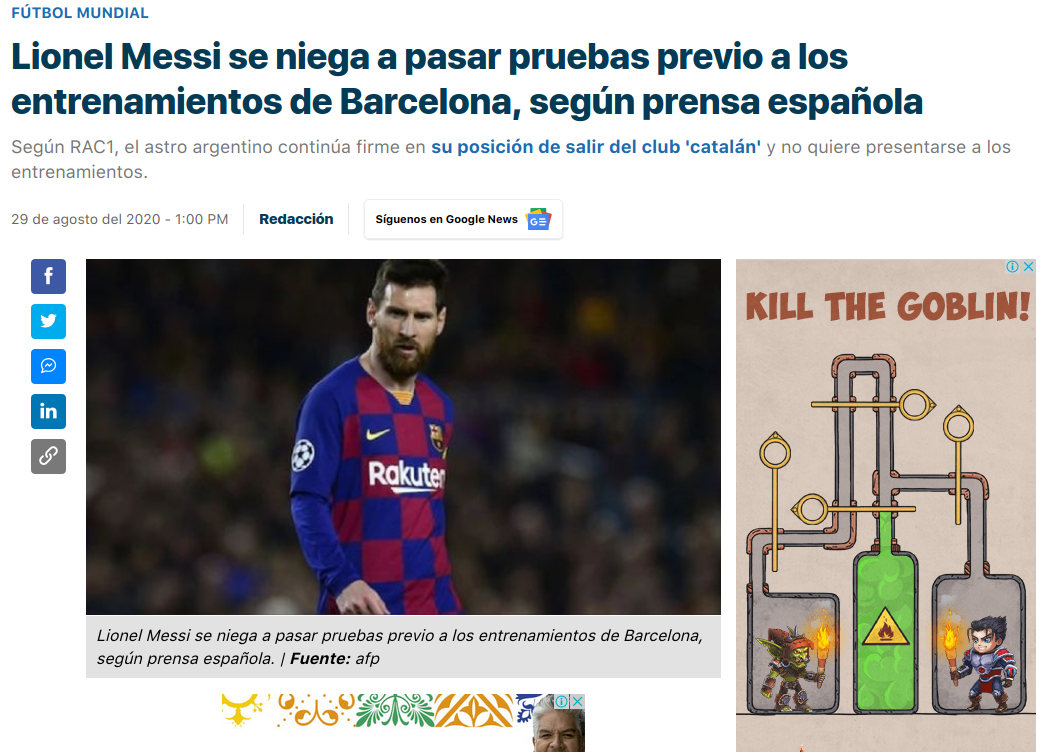 FÚTBOL MUNDIAL
Lionel Messi se niega a pasar pruebas previo a los
entrenamientos de Barcelona, según prensa española
Según RAC1, el astro argentino continúa firme en su posición de salir del club 'catalán' y no quiere presentarse a los
entrenamientos.
29 de agosto del 2020 - 1:00 PM
Redacción
Síguenos en Google News
GE
f
in
Rakuten
Lionel Messi se niega a pasar pruebas previo a los entrenamientos de Barcelona,
según prensa española. | Fuente: afp
KILL THE GOBLIN!